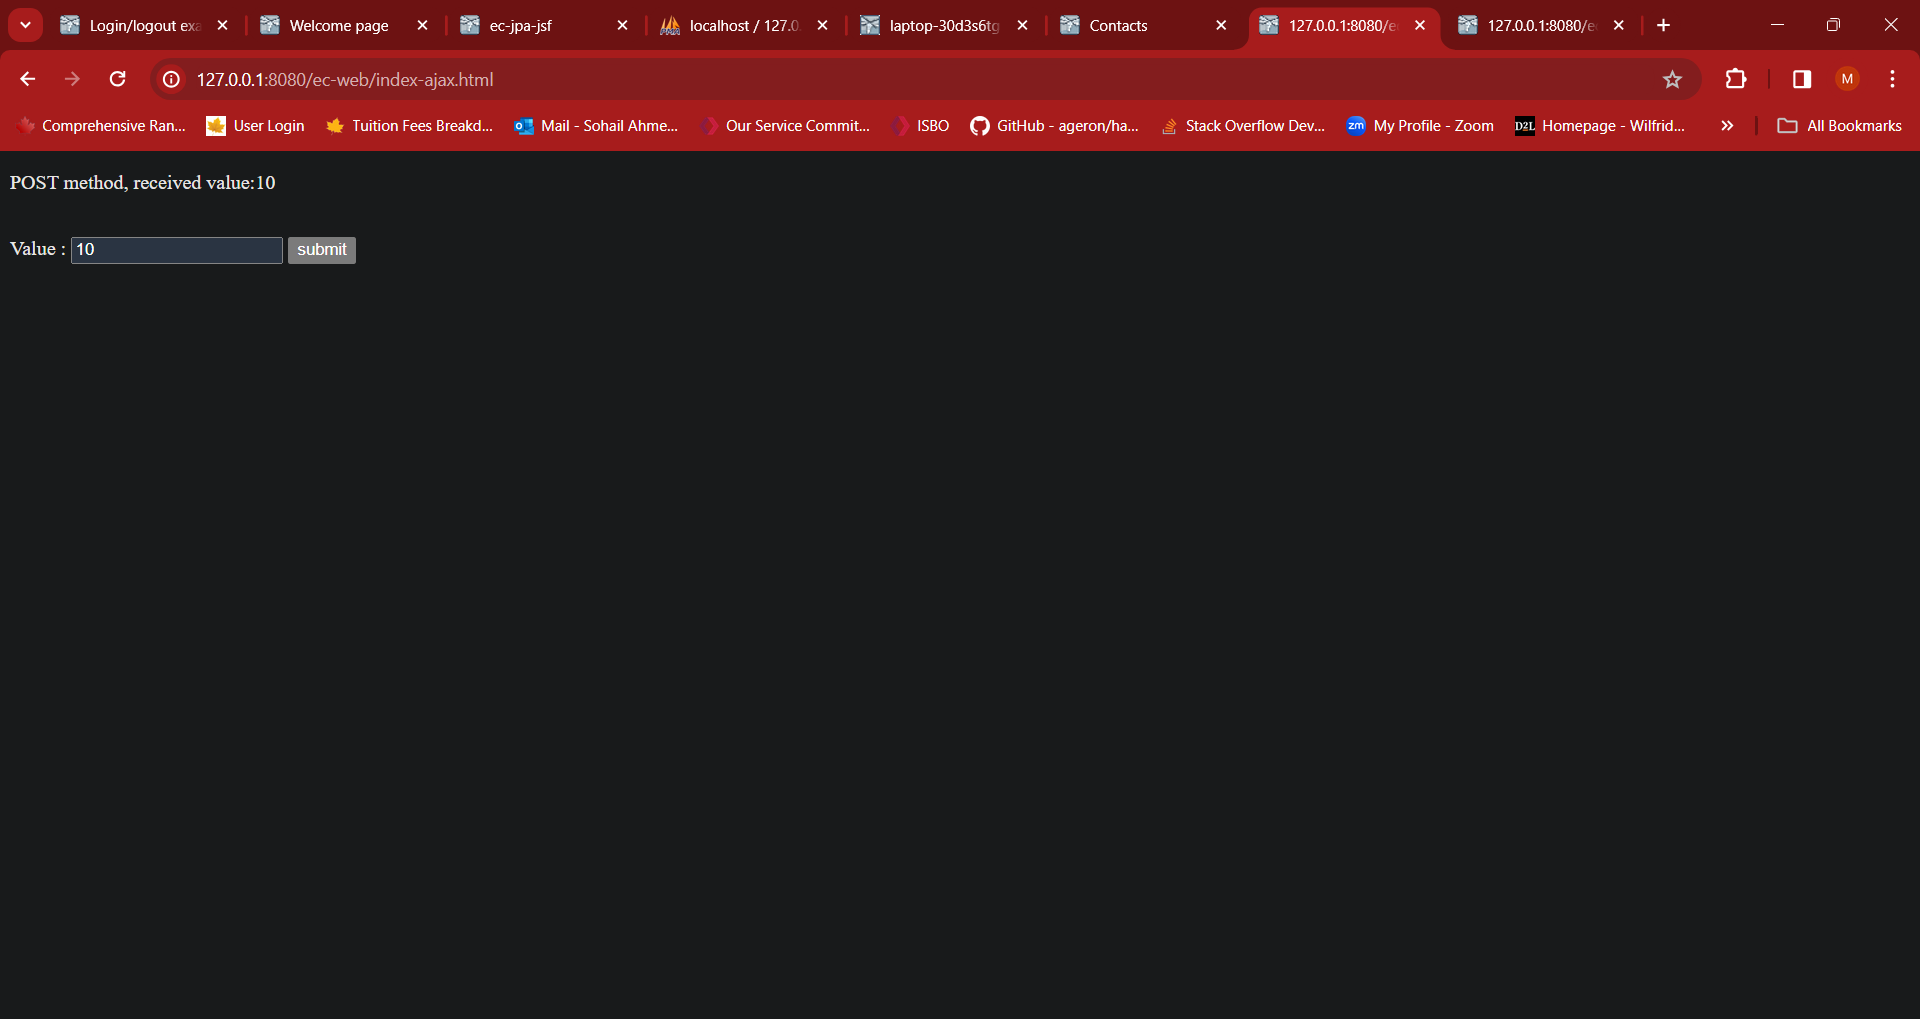 Login/logout exa
Welcome page
ec-jpa-jsf
localhost / 127.0.
laptop-30d3s6tg
Contacts
127.0.0.1:8080/e
127.0.0.1:8080/e
127.0.0.1:8080/ec-web/index-ajax.html
M
Comprehensive Ran...
User Login
Tuition Fees Breakd...
Mail - Sohail Ahme...
Our Service Commit...
ISBO
GitHub - ageron/ha...
Stack Overflow Dev...
zm
My Profile - Zoom
D2L
Homepage - Wilfrid...
All Bookmarks
POST method, received value:10
Value : 10 submit